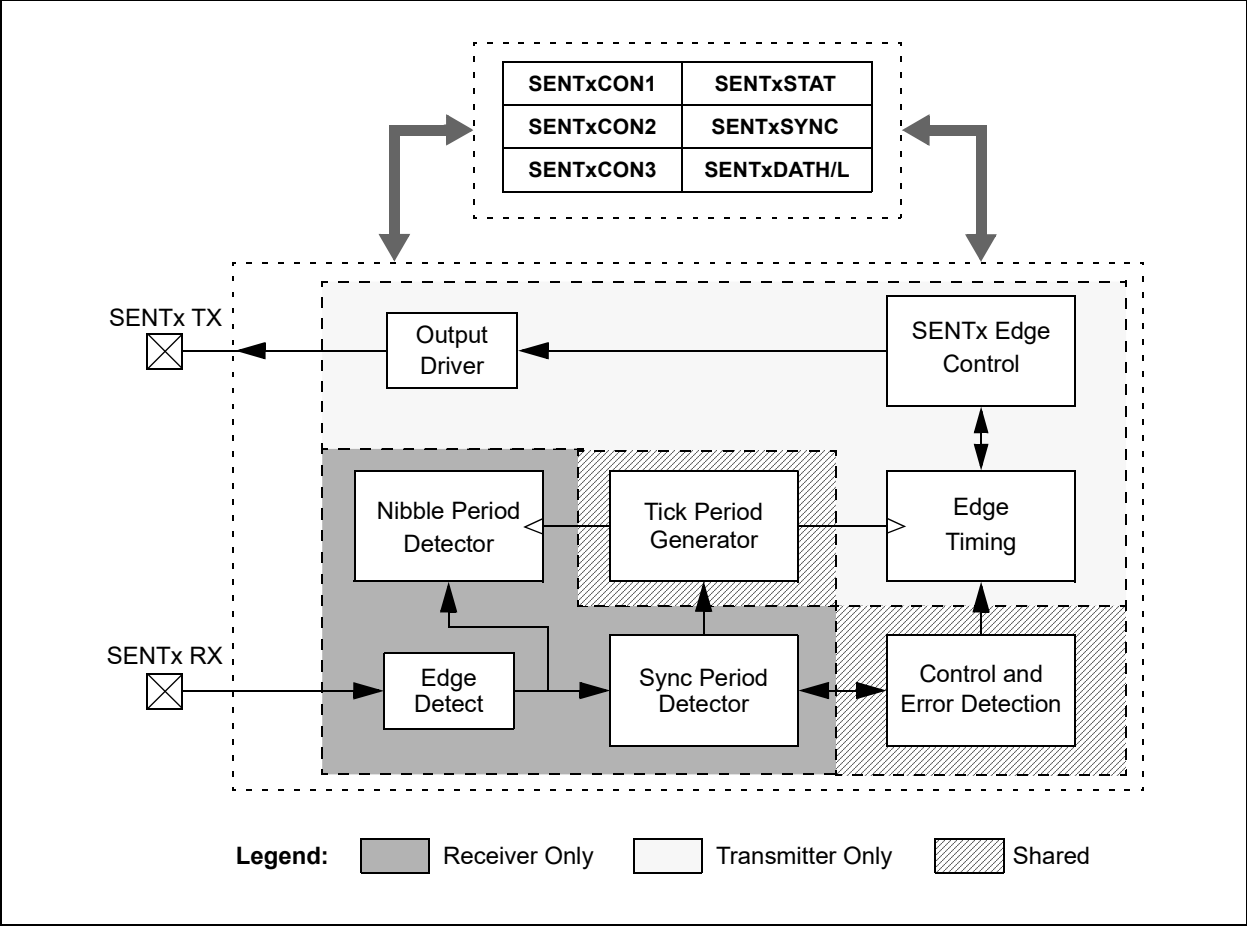 SENTxCON1
SENTxSTAT
SENTxCON2
SENTxSYNC
SENTxCON3
SENTxDATH/L
SENTx TX
Output
Driver
SENTx Edge
Control
Nibble Period
Detector
Tick Period
Generator
Edge
Timing
SENTx RX
Edge
Detect
Sync Period
Detector
Control and
Error Detection
Legend:
Receiver Only
Transmitter Only
Shared